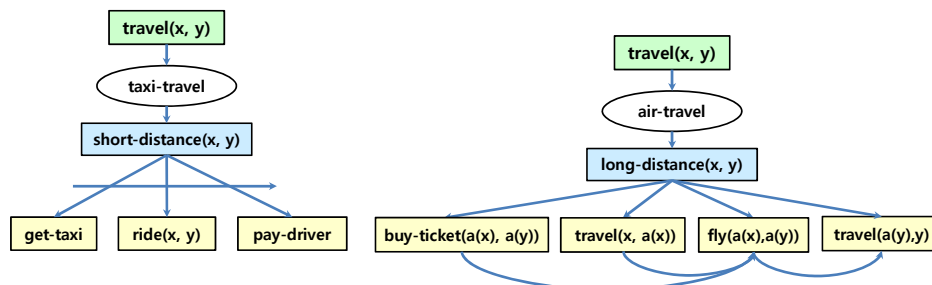 travel(x, y)
taxi-travel
short-distance(x, y)
get-taxi
ride(x, y)
pay-driver
travel(x, y)
air-travel
long-distance(x, y)
buy-ticket(a(x), a(y))
travel(x, a(x))
fly(a(x),a(y))
travel(a(y),y)